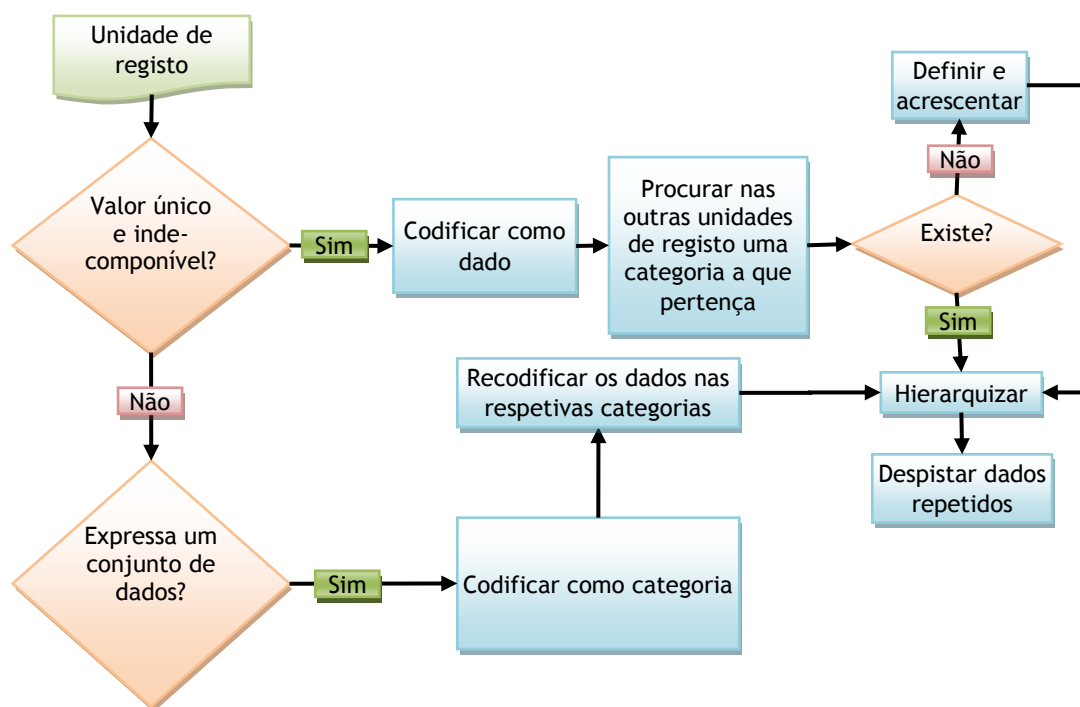 Unidade de
registo
Valor único
e inde-
componível?
Sim
Codificar como
dado
Procurar nas
outras unidades
de registo uma
categoria a que
pertença
Existe?
Não
Definir e
acrescentar
Sim
Hierarquizar
Despistar dados
repetidos
Não
Expressa um
conjunto de
dados?
Sim
Codificar como categoria
Recodificar os dados nas
respetivas categorias